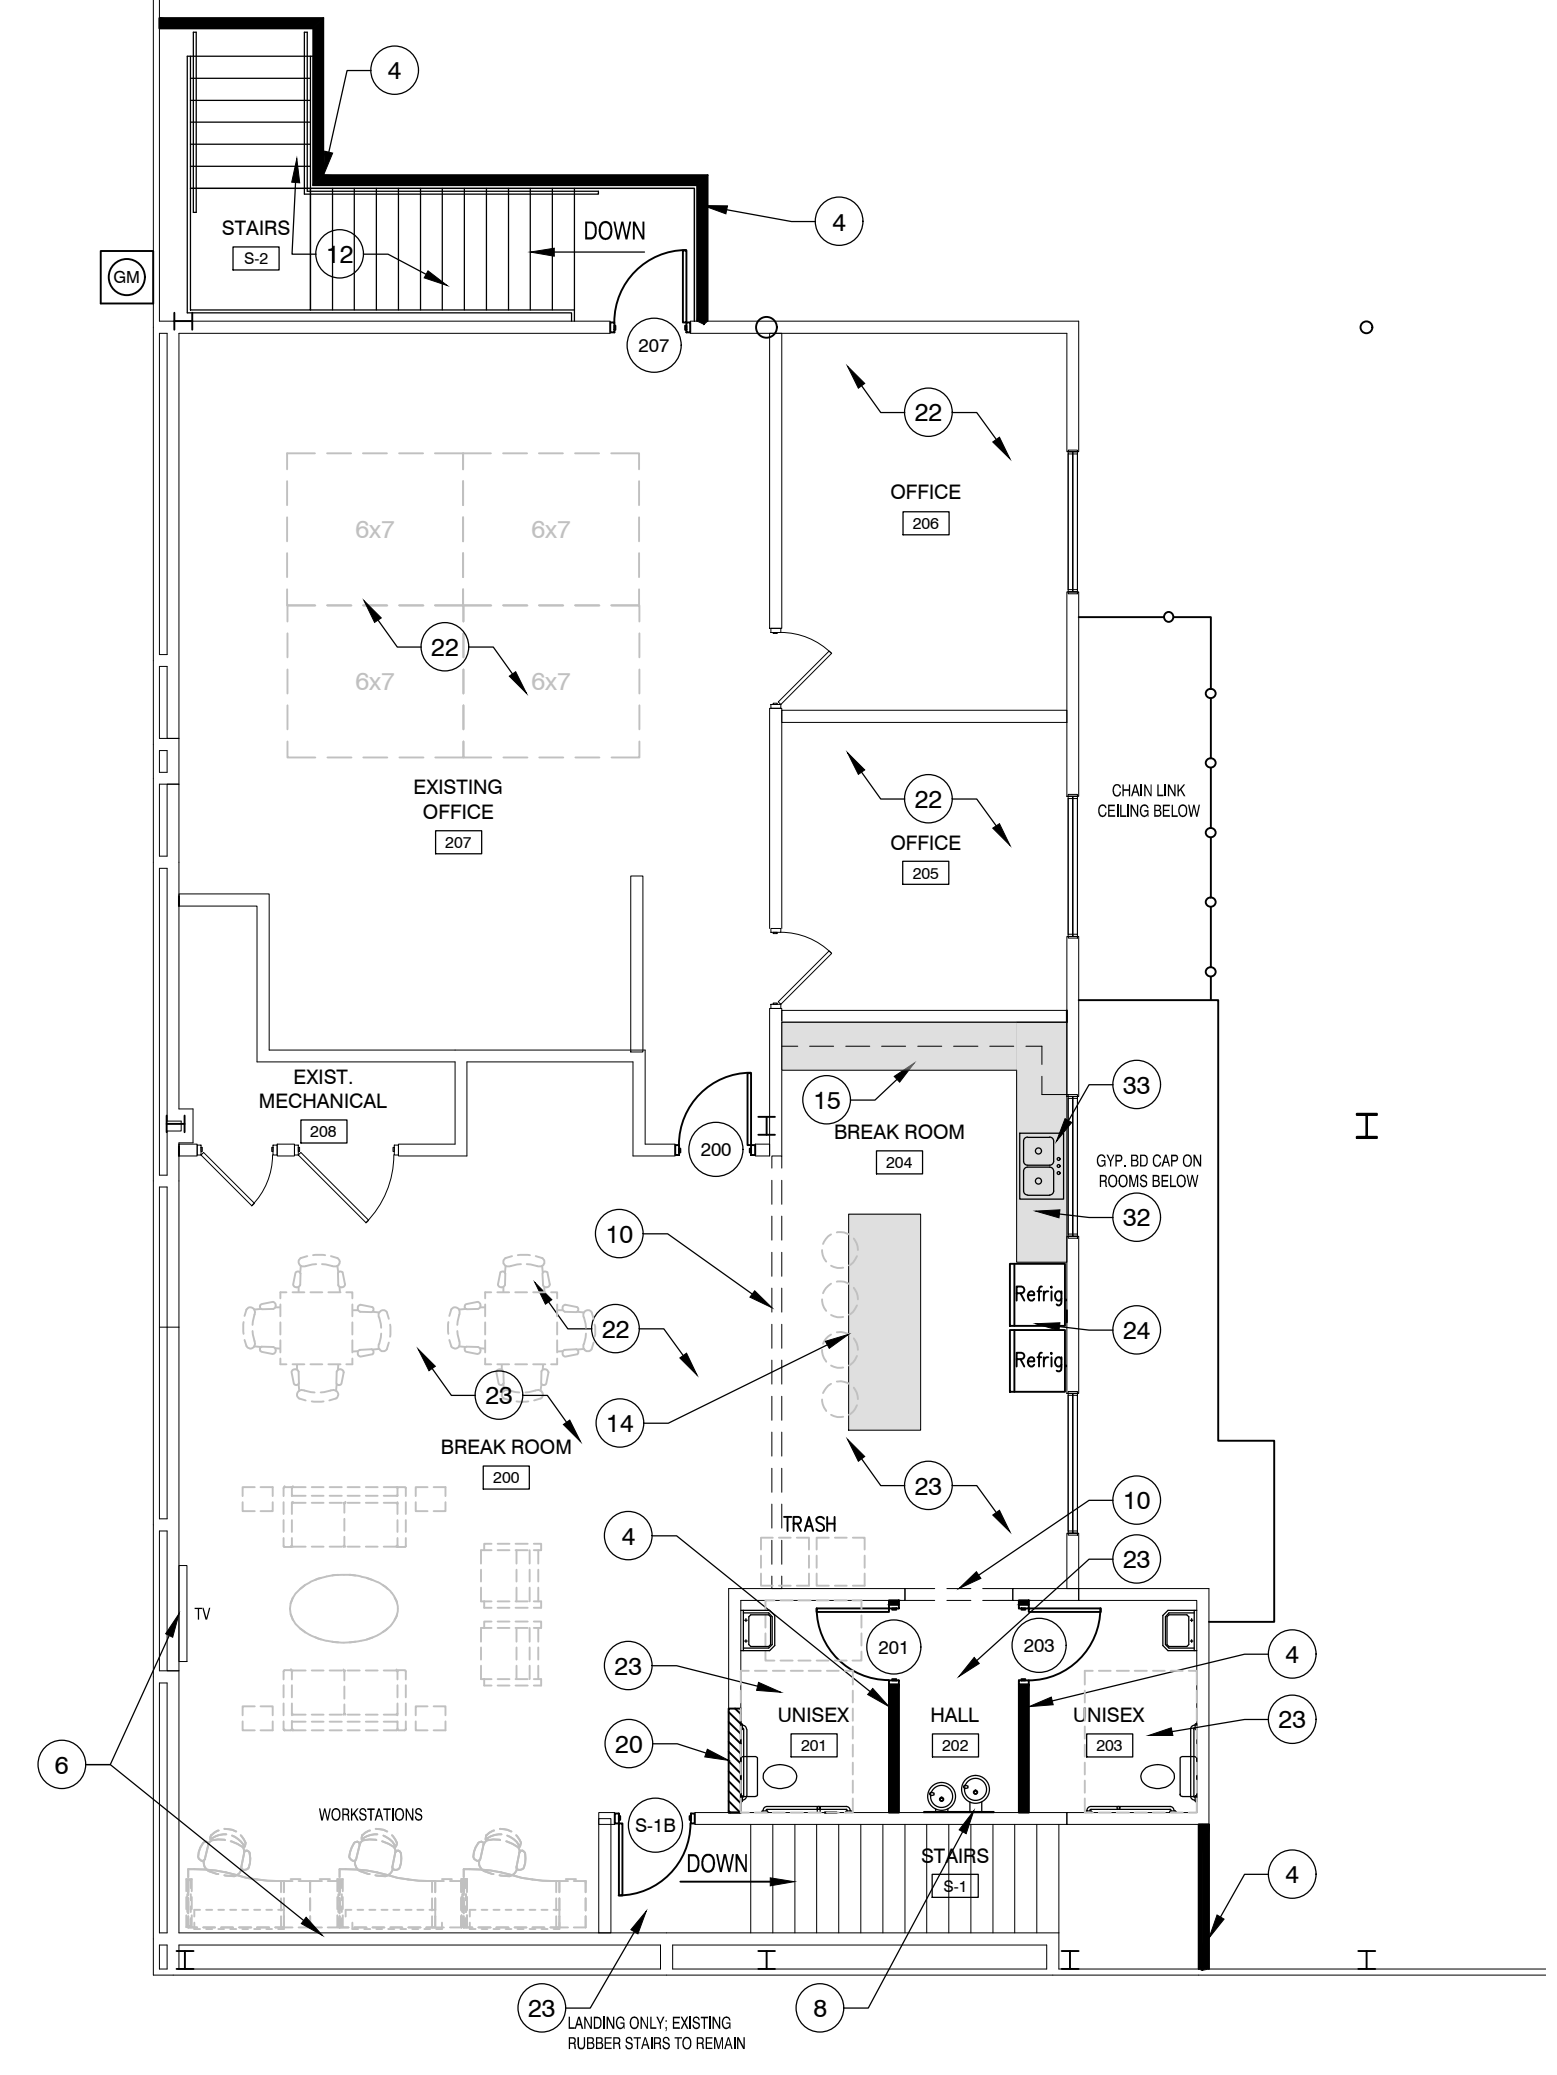 4
4
STAIRS
S-2
12
DOWN
GM
207
22
OFFICE
206
6x7
6x7
22
6x7
6x7
EXISTING
OFFICE
207
22
OFFICE
205
CHAIN LINK
CEILING BELOW
EXIST.
MECHANICAL
208
200
15
BREAK ROOM
204
33
GYP. BD CAP ON
ROOMS BELOW
32
10
Refrig.
22
24
Refrig.
23
14
BREAK ROOM
200
23
10
TRASH
4
23
TV
201
203
23
4
UNISEX
201
HALL
202
UNISEX
203
23
20
6
WORKSTATIONS
S-1B
DOWN
STAIRS
S-1
4
23
LANDING ONLY; EXISTING
RUBBER STAIRS TO REMAIN
8